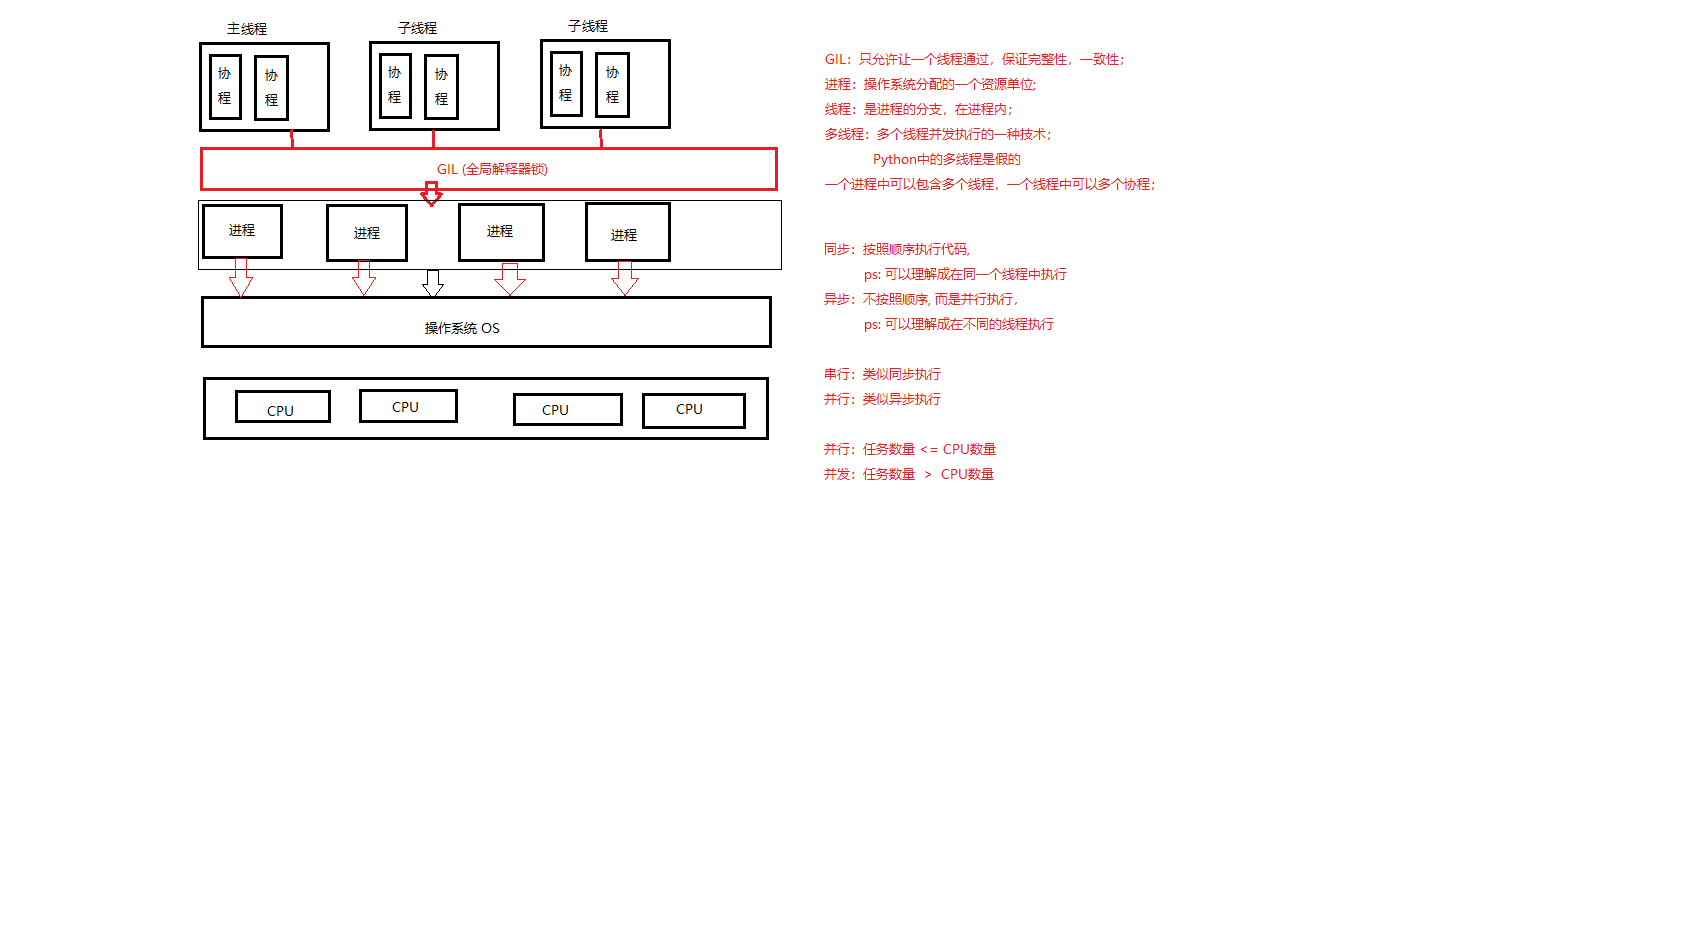 主线程
子线程
子线程
协程
协程
协程
协程
协程
协程
GIL (全局解释器锁)
进程
进程
进程
进程
操作系统 OS
CPU
CPU
CPU
CPU
GIL：只允许让一个线程通过，保证完整性，一致性；
进程：操作系统分配的一个资源单位;
线程：是进程的分支，在进程内；
多线程：多个线程并发执行的一种技术；
Python中的多线程是假的
一个进程中可以包含多个线程，一个线程中可以多个协程；
同步：按照顺序执行代码,
ps: 可以理解成在同一个线程中执行
异步：不按照顺序, 而是并行执行，
ps: 可以理解成在不同的线程执行
串行：类似同步执行
并行：类似异步执行
并行：任务数量 <= CPU数量
并发：任务数量 > CPU数量